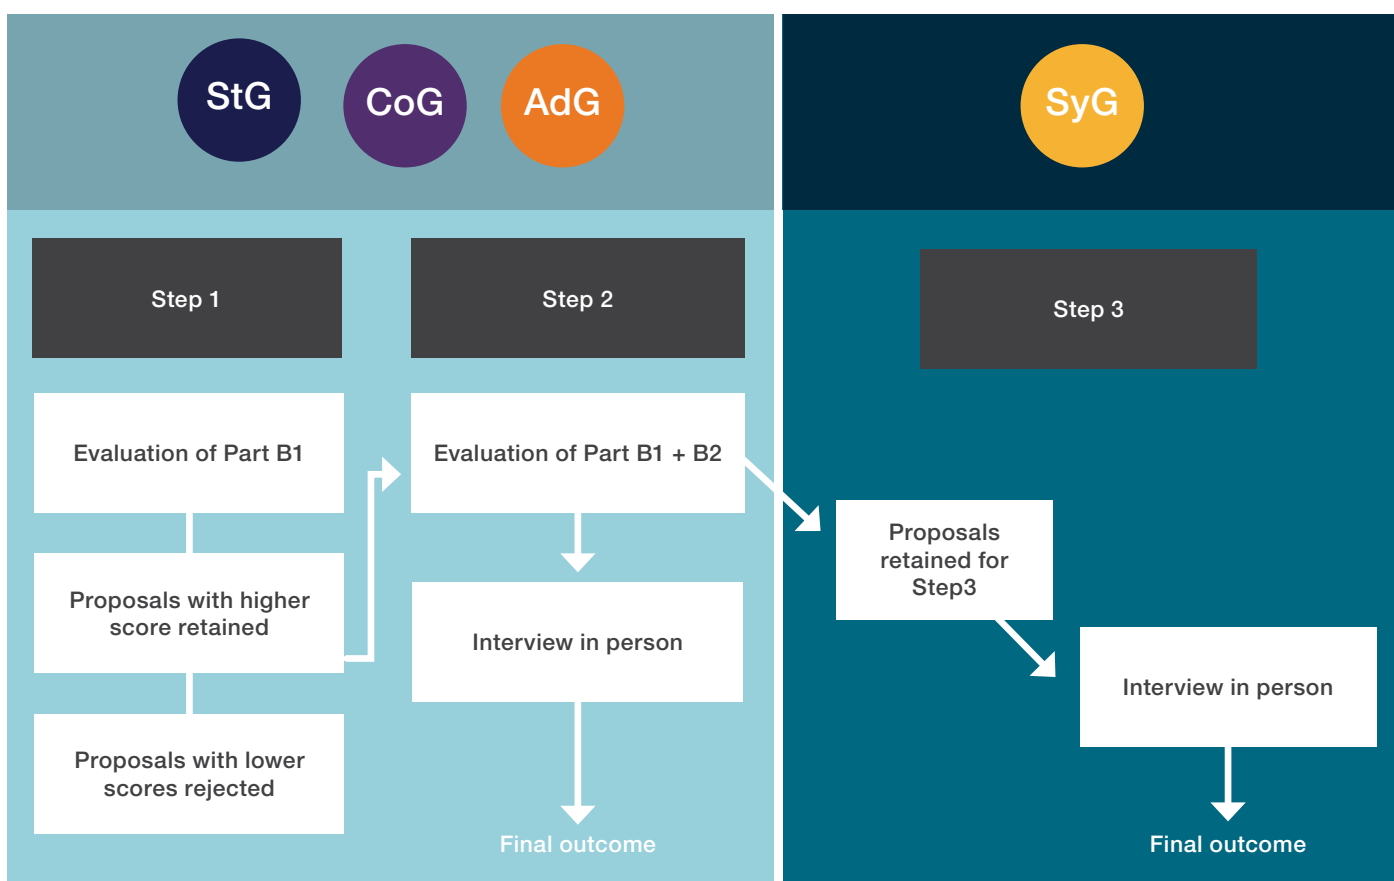 StG
CoG
AdG
SyG
Step 1
Step 2
Step 3
Evaluation of Part B1
Proposals with higher
score retained
Proposals with lower
scores rejected
Evaluation of Part B1 + B2
Interview in person
Final outcome
Proposals
retained for
Step3
Interview in person
Final outcome